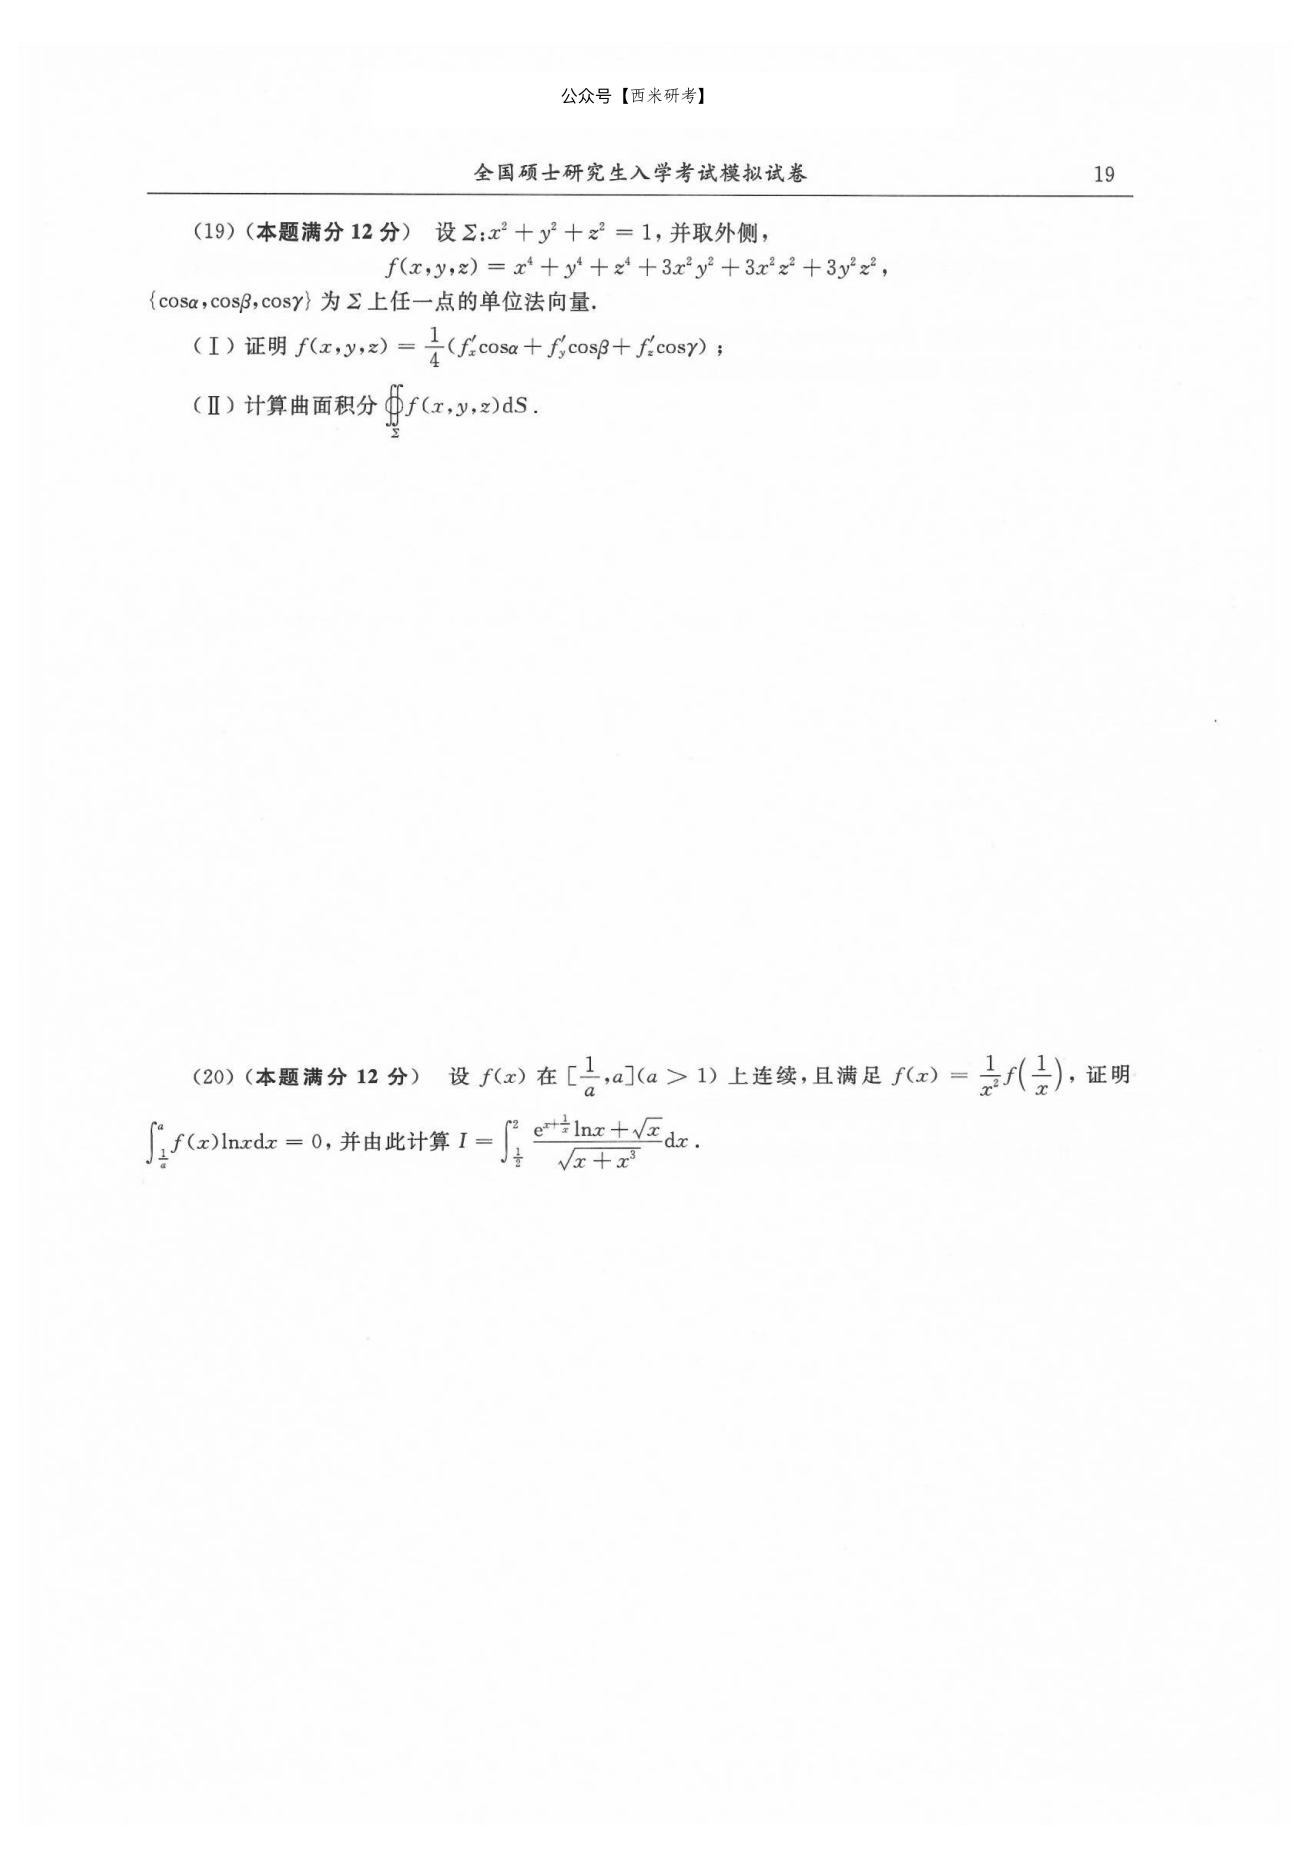 公众号【西米研考】
全国硕士研究生入学考试模拟试卷 19
(19)(本题满分 12 分) 设 Σ:x² + y² + z² = 1, 并取外侧,
f(x,y,z) = x⁴ + y⁴ + z⁴ + 3x²y² + 3x²z² + 3y²z²,
{cosα,cosβ,cosγ} 为 Σ 上任一点的单位法向量.
(Ⅰ) 证明 f(x,y,z) = 1/4 (f′ₓcosα + f′ᵧcosβ + f′_z cosγ) ;
(Ⅱ) 计算曲面积分 ∯_Σ f(x,y,z)dS .
(20)(本题满分 12 分) 设 f(x) 在 [1/a ,a](a > 1) 上连续,且满足 f(x) = 1/x² f(1/x), 证明
∫_{1/a}^{a} f(x)lnxdx = 0, 并由此计算 I = ∫_{1/2}^{2} (e^{x+1/x} lnx + √x)/√(x + x³) dx .